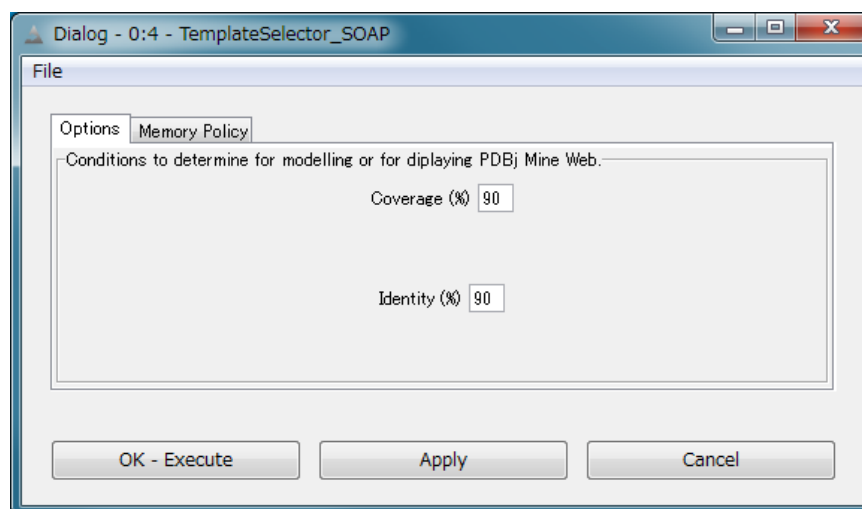 Dialog - 0:4 - TemplateSelector_SOAP
File
Options Memory Policy
Conditions to determine for modelling or for diplaying PDBj Mine Web.
Coverage (%) 90
Identity (%) 90
OK - Execute Apply Cancel